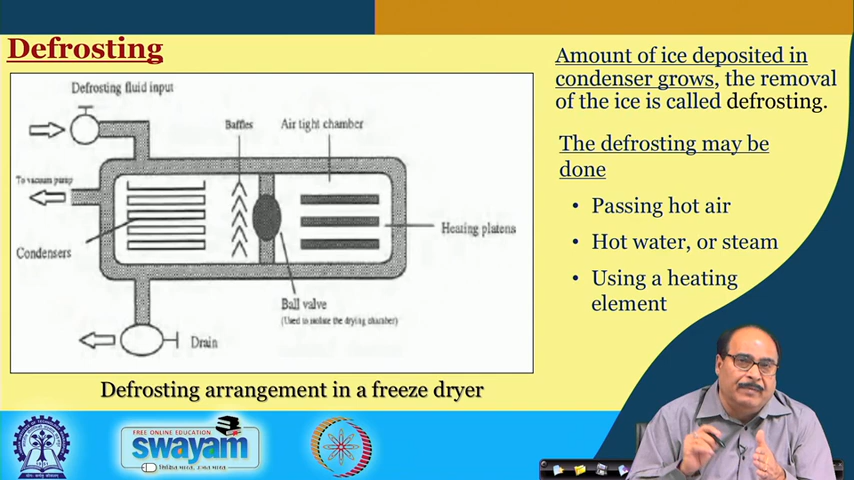 Defrosting
Defrosting fluid input
Baffles
Air tight chamber
To vacuum pump
Condensers
Heating platens
Ball valve
(Used to isolate the drying chamber)
Drain
Defrosting arrangement in a freeze dryer
Amount of ice deposited in
condenser grows, the removal
of the ice is called defrosting.
The defrosting may be
done
• Passing hot air
• Hot water, or steam
• Using a heating
element
FREE ONLINE EDUCATION
swayam